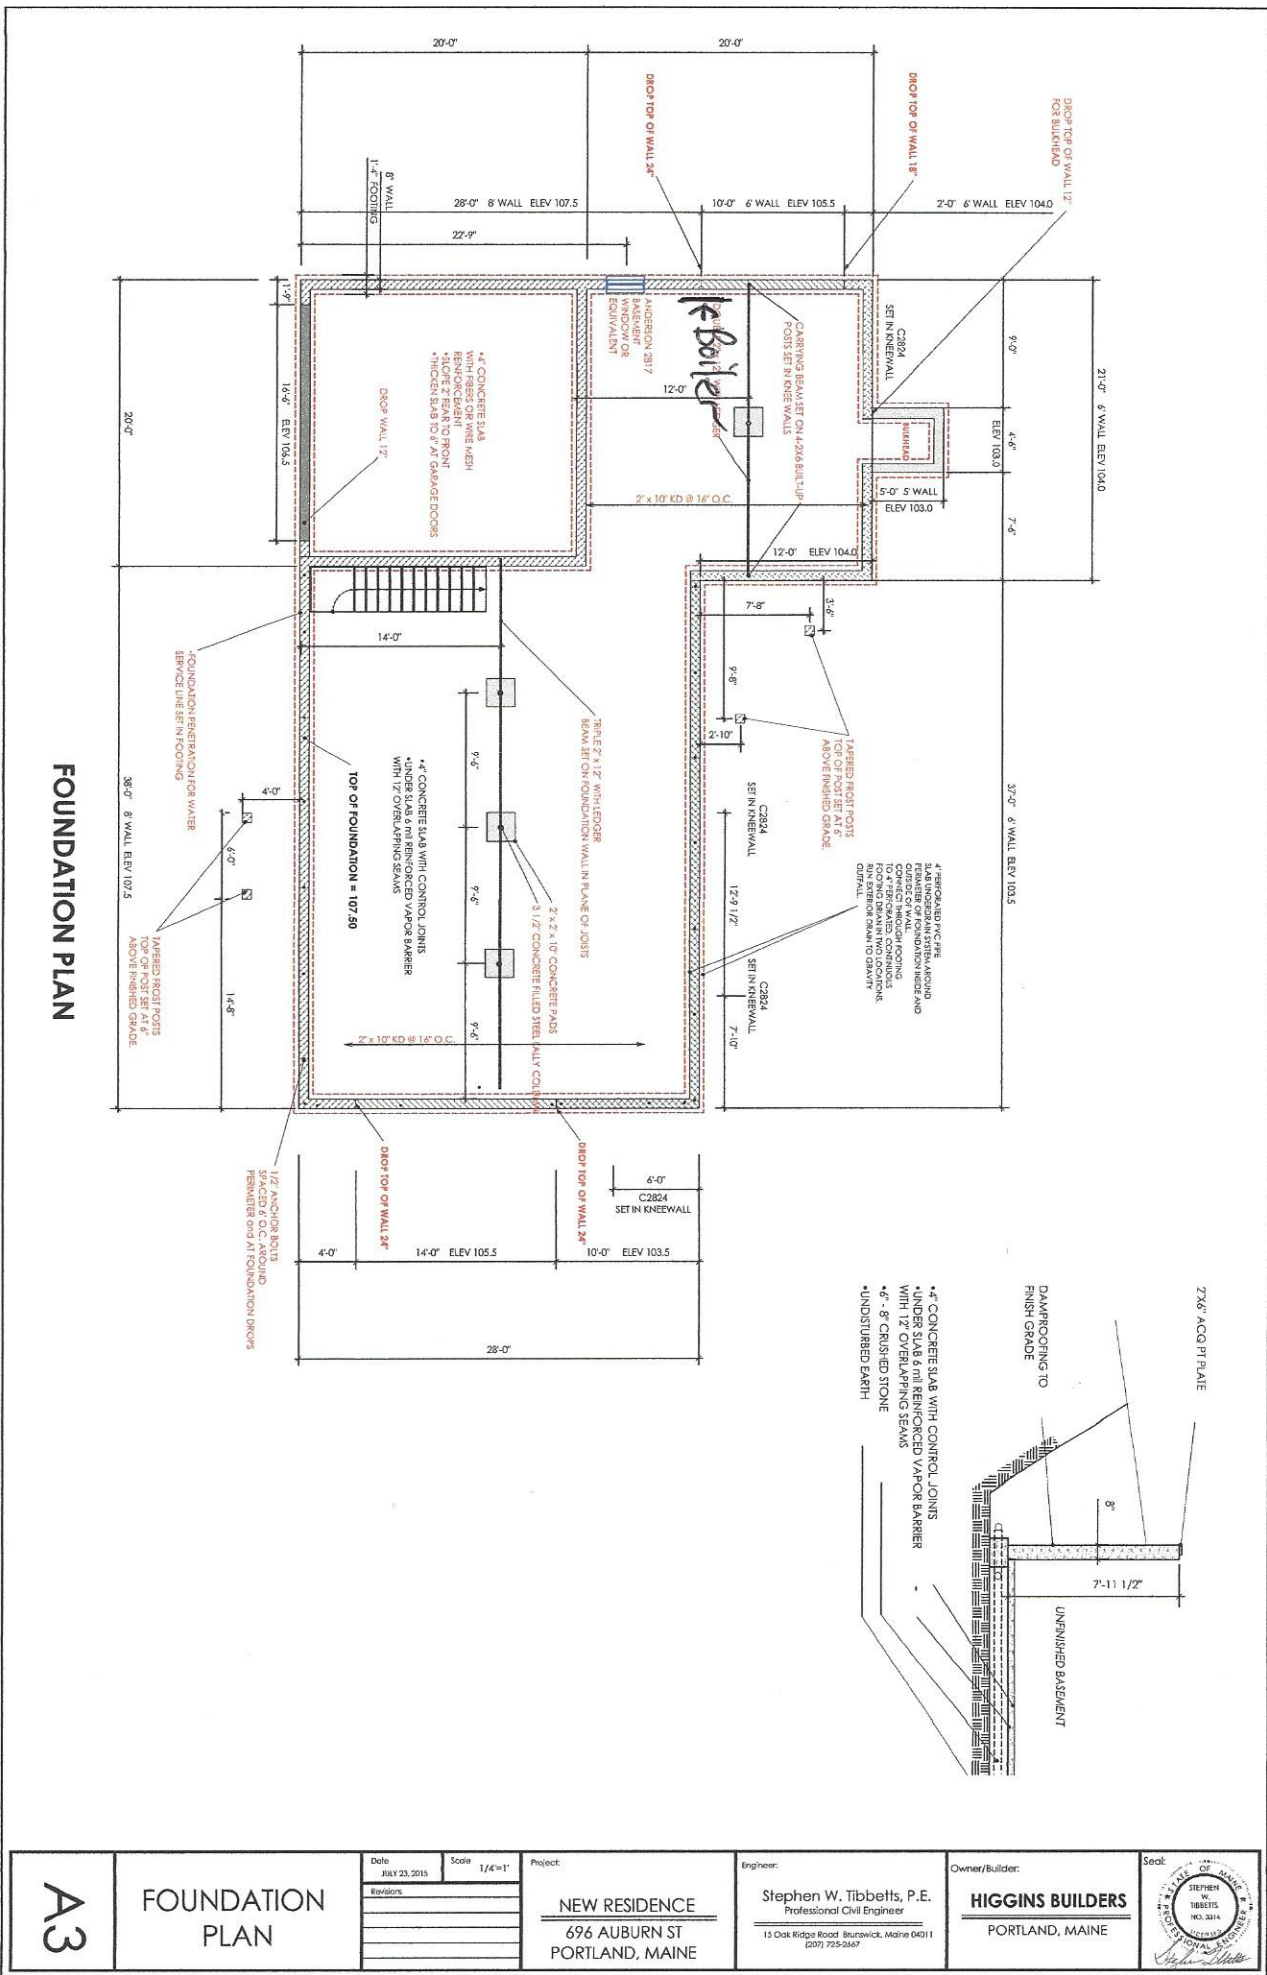 20'-0"
20'-0"
DROP TOP OF WALL 24"
DROP TOP OF WALL 18"
DROP TOP OF WALL 12"
FOR BULKHEAD
8" WALL
1'-4" FOOTING
28'-0" 8' WALL ELEV 107.5
10'-0" 6' WALL ELEV 105.5
2'-0" 6' WALL ELEV 104.0
22'-9"
C2824
SET IN KNEEWALL
9'-0"
4'-6"
ELEV 103.0
7'-6"
21'-0" 6' WALL ELEV 104.0
BULKHEAD
5'-0" 5' WALL
ELEV 103.0
12'-0" ELEV 104.0
ANDERSON 2817
BASEMENT
WINDOW OR
EQUIVALENT
Boiler
CARRYING BEAM SET ON 4-2X6 BUILT-UP
POSTS SET IN KNEE WALLS
12'-0"
2" x 10" KD @ 16" O.C.
•4" CONCRETE SLAB
WITH FIBERS OR WIRE MESH
REINFORCEMENT
•SLOPE 2" REAR TO FRONT
•THICKEN SLAB TO 6" AT GARAGE DOORS
DROP WALL 12"
1'-9"
16'-6" ELEV 106.5
20'-0"
14'-0"
7'-8"
3'-6"
9'-8"
2'-10"
TAPERED FROST POSTS
TOP OF POST SET AT 6"
ABOVE FINISHED GRADE.
37'-0" 6' WALL ELEV 103.5
4" PERFORATED PVC PIPE
SLAB UNDERDRAIN SYSTEM AROUND
PERIMETER OF FOUNDATION INSIDE AND
OUTSIDE OF WALL.
CONNECT THROUGH FOOTING
TO 4" PERFORATED, CONTINUOUS
FOOTING DRAIN IN TWO LOCATIONS.
RUN EXTERIOR DRAIN TO GRAVITY
OUTFALL.
C2824
SET IN KNEEWALL
12'-9 1/2"
C2824
SET IN KNEEWALL
7'-10"
TRIPLE 2" x 12" WITH LEDGER
BEAM SET ON FOUNDATION WALL IN PLANE OF JOISTS
9'-6"
9'-6"
9'-6"
2' x 2' x 10" CONCRETE PADS
3 1/2" CONCRETE FILLED STEEL LALLY COLUMN
•4" CONCRETE SLAB WITH CONTROL JOINTS
•UNDER SLAB 6 mil REINFORCED VAPOR BARRIER
WITH 12" OVERLAPPING SEAMS
TOP OF FOUNDATION = 107.50
2" x 10" KD @ 16" O.C.
-FOUNDATION PENETRATION FOR WATER
SERVICE LINE SET IN FOOTING
4'-0"
6'-0"
14'-8"
38'-0" 8' WALL ELEV 107.5
TAPERED FROST POSTS
TOP OF POST SET AT 6"
ABOVE FINISHED GRADE.
1/2" ANCHOR BOLTS
SPACED 6' O.C. AROUND
PERIMETER and AT FOUNDATION DROPS
DROP TOP OF WALL 24"
DROP TOP OF WALL 24"
6'-0"
C2824
SET IN KNEEWALL
4'-0"
14'-0" ELEV 105.5
10'-0" ELEV 103.5
28'-0"
FOUNDATION PLAN
2"X6" ACQ PT PLATE
DAMPROOFING TO
FINISH GRADE
8"
7'-11 1/2"
UNFINISHED BASEMENT
•4" CONCRETE SLAB WITH CONTROL JOINTS
•UNDER SLAB 6 mil REINFORCED VAPOR BARRIER
WITH 12" OVERLAPPING SEAMS
•6" - 8" CRUSHED STONE
•UNDISTURBED EARTH
A3
FOUNDATION
PLAN
Date
JULY 23, 2015
Scale
1/4"=1'
Revisions
Project:
NEW RESIDENCE
696 AUBURN ST
PORTLAND, MAINE
Engineer:
Stephen W. Tibbetts, P.E.
Professional Civil Engineer
15 Oak Ridge Road Brunswick, Maine 04011
(207) 725-2667
Owner/Builder:
HIGGINS BUILDERS
PORTLAND, MAINE
Seal:
STATE OF MAINE
STEPHEN
W.
TIBBETTS
NO. 3314
LICENSED
PROFESSIONAL ENGINEER